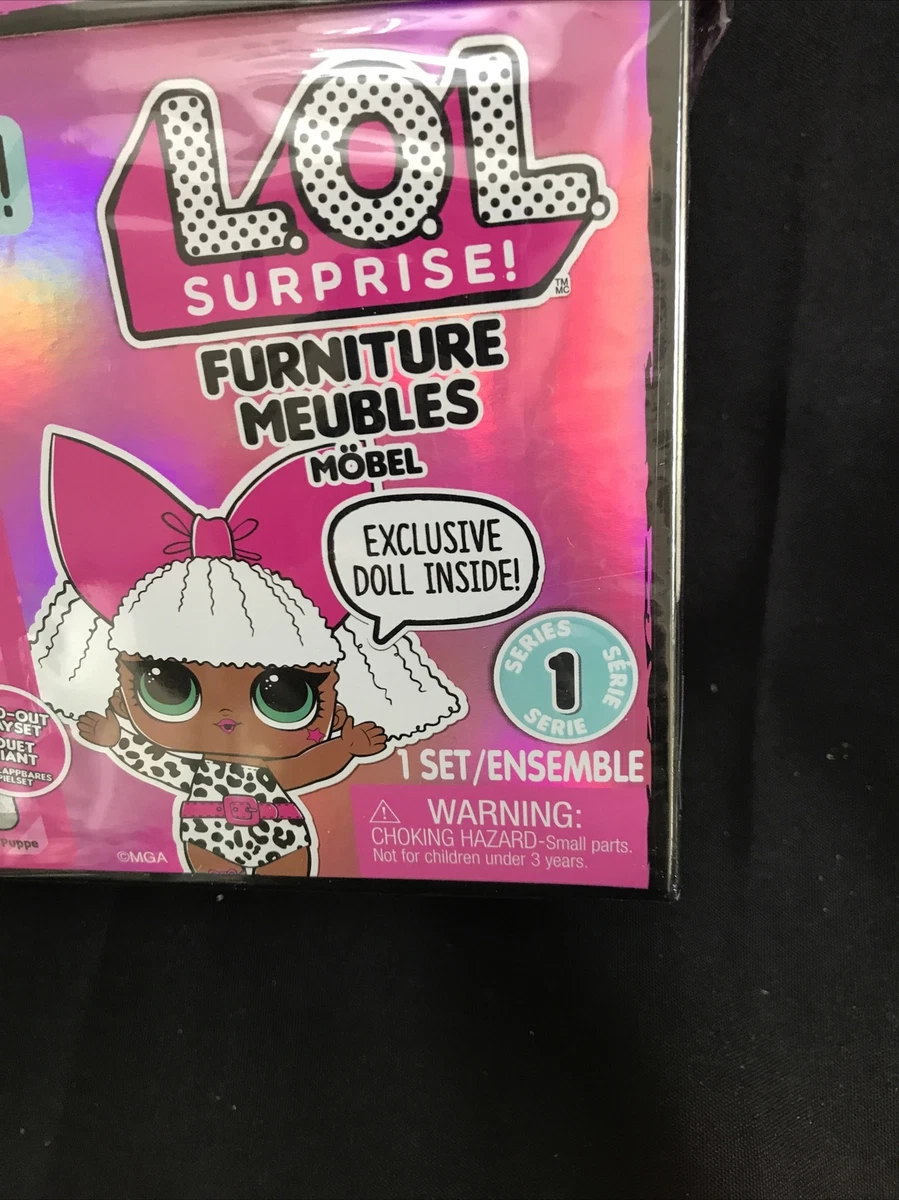 !
L.O.L.
SURPRISE!
TM
MC
FURNITURE
MEUBLES
MÖBEL
EXCLUSIVE
DOLL INSIDE!
SERIES
SÉRIE
SERIE
1
1 SET/ENSEMBLE
WARNING:
CHOKING HAZARD-Small parts.
Not for children under 3 years.
-OUT
Puppe
©MGA